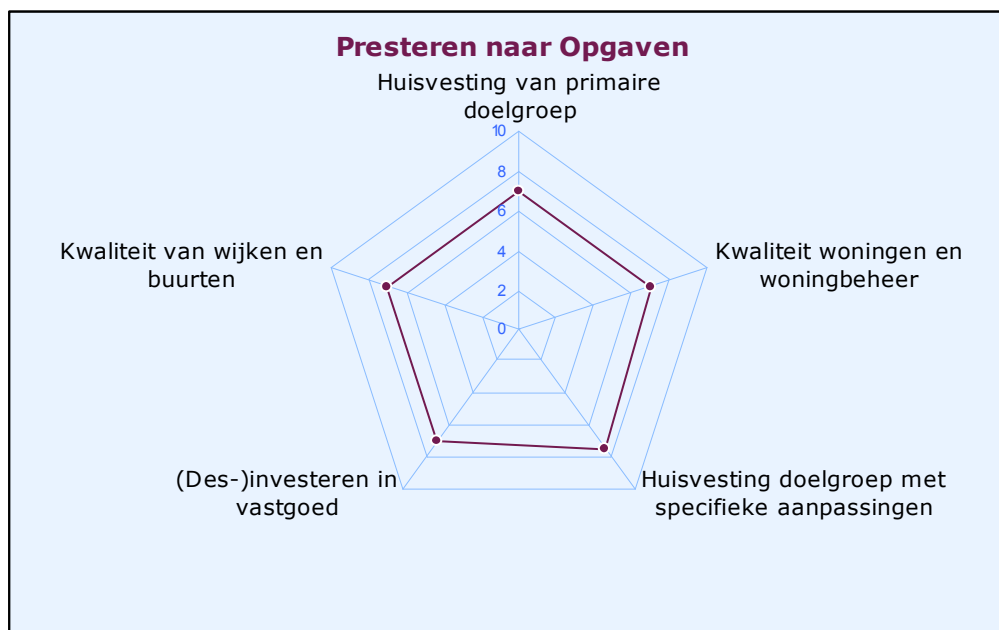 Presteren naar Opgaven
Huisvesting van primaire
doelgroep
10
8
6
4
2
0
Kwaliteit van wijken en
buurten
Kwaliteit woningen en
woningbeheer
(Des-)investeren in
vastgoed
Huisvesting doelgroep met
specifieke aanpassingen